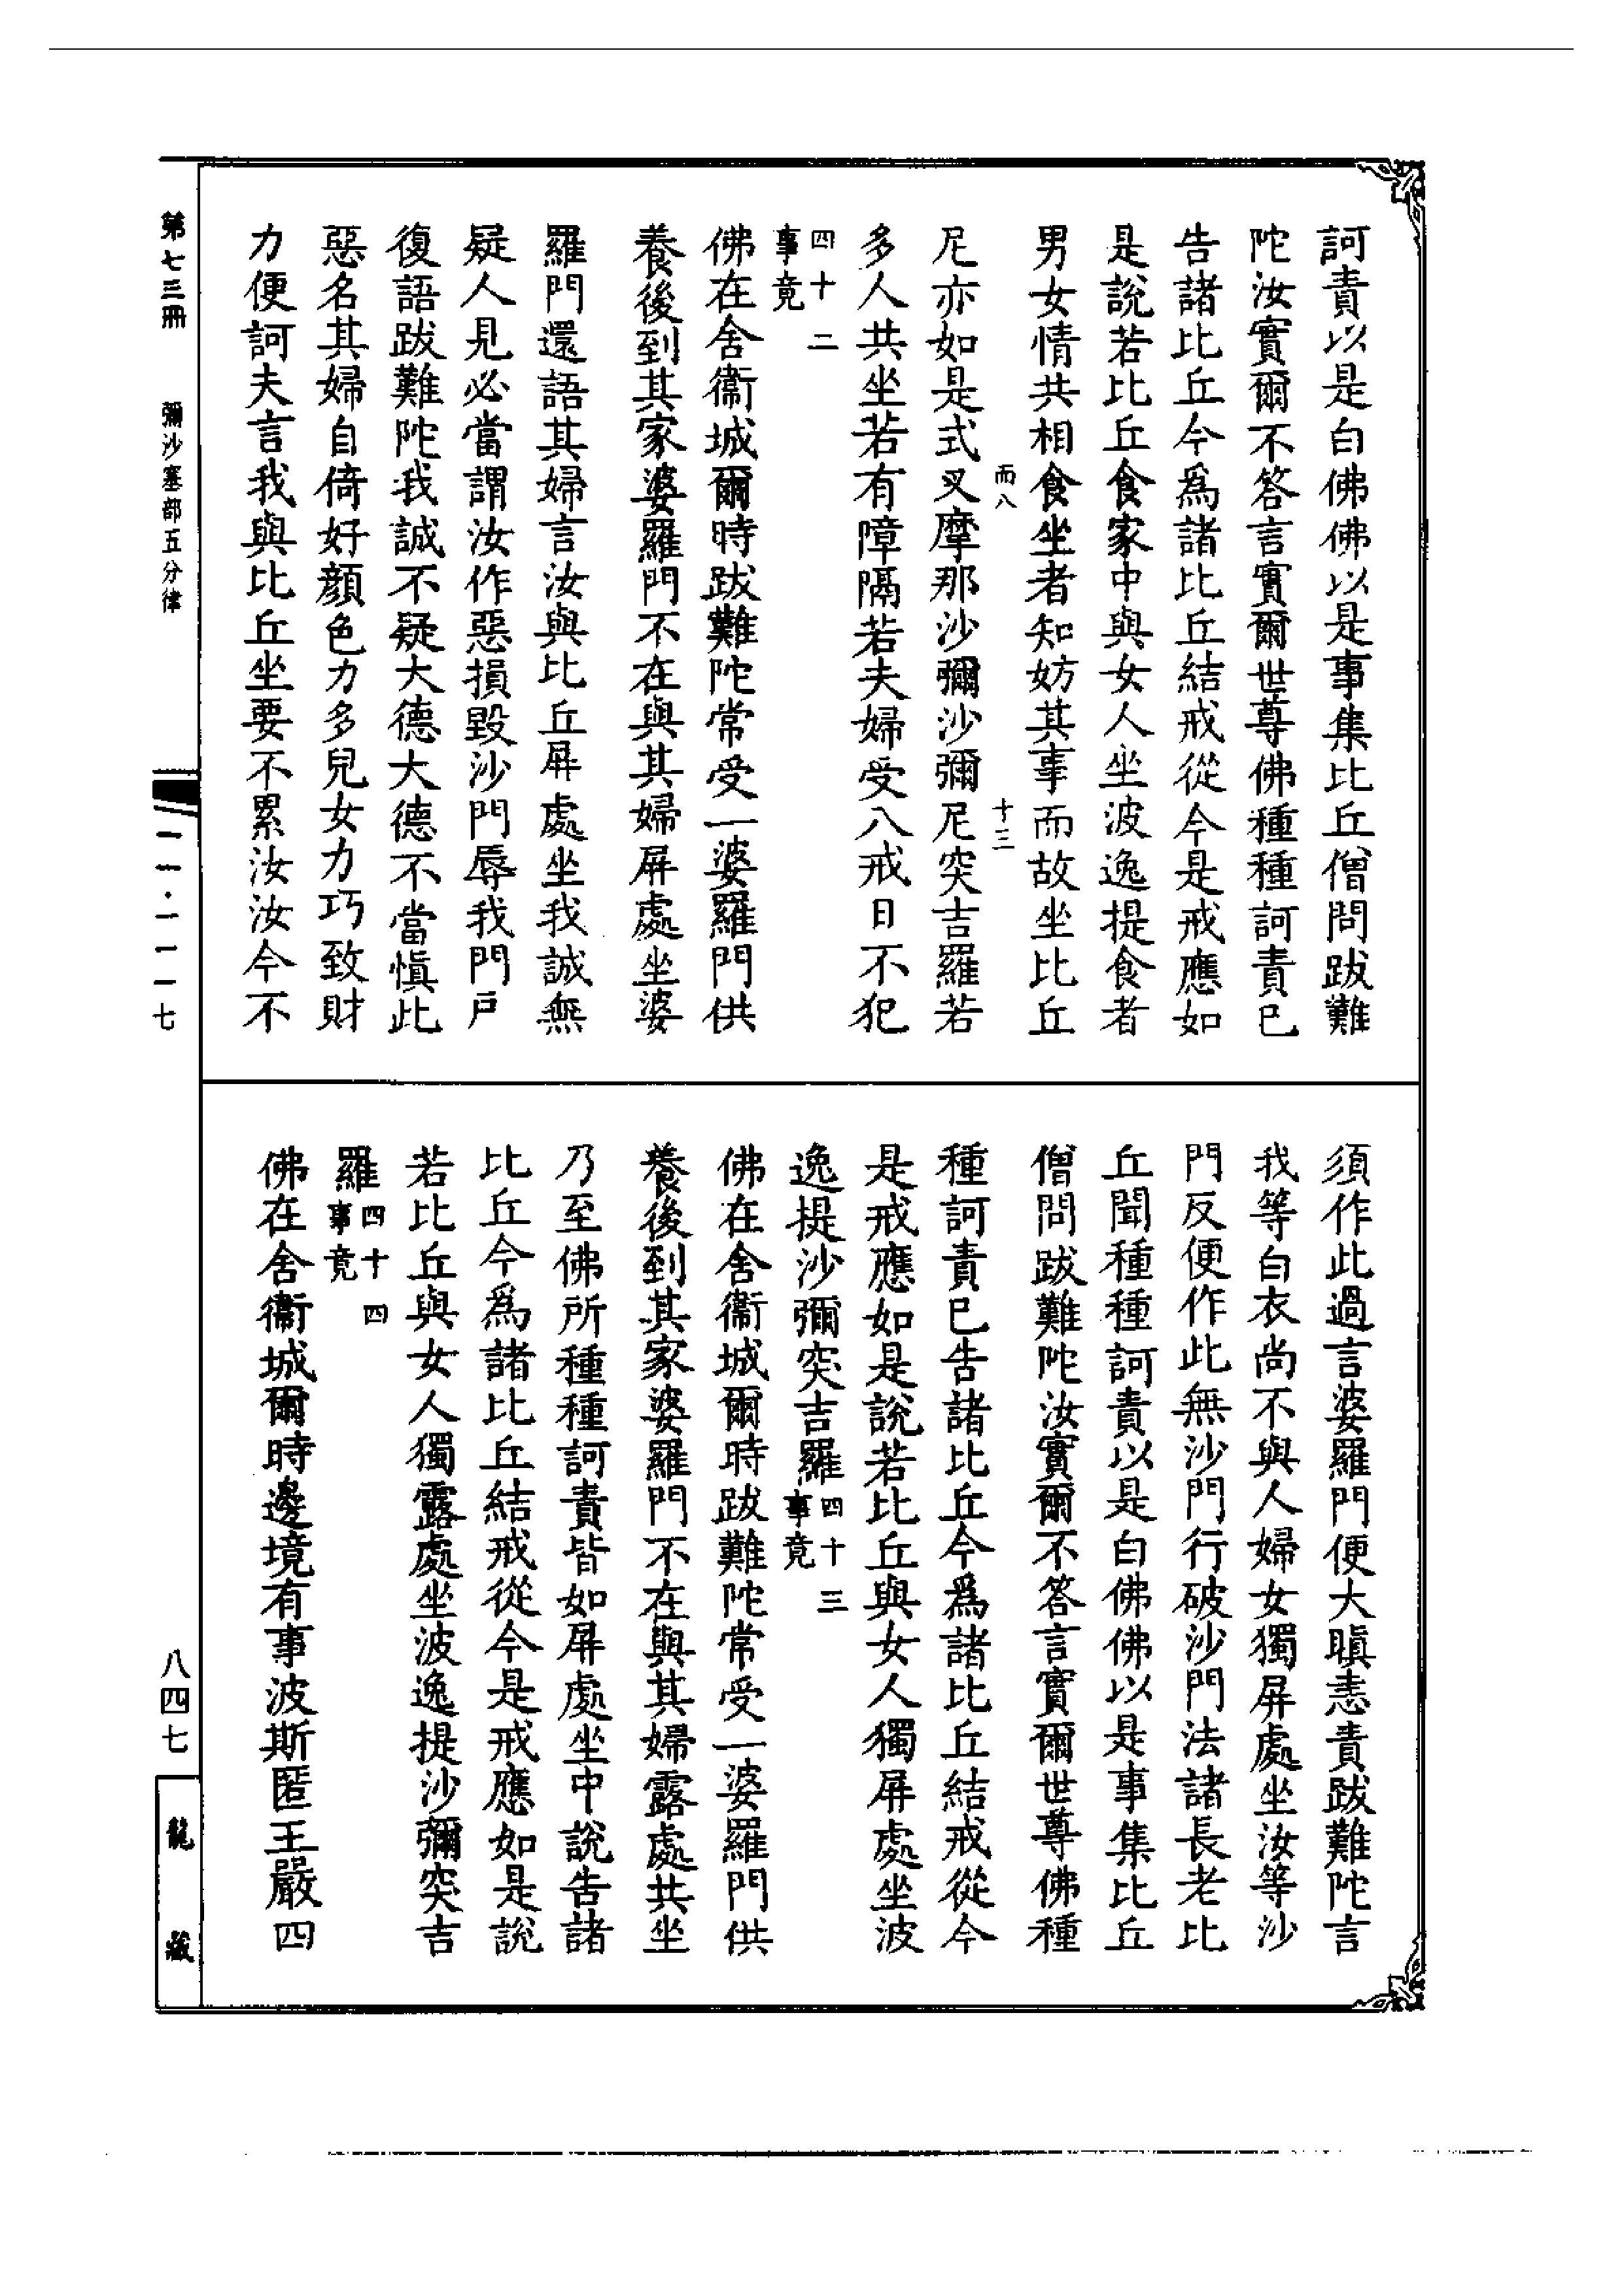 訶責以是白佛佛以是事集比丘僧問跋難
陀汝實爾不答言實爾世尊佛種種訶責已
告諸比丘今爲諸比丘結戒從今是戒應如
是說若比丘食家中與女人坐波逸提食者
男女情共相食坐者知妨其事而故坐比丘
而八 十三
尼亦如是式叉摩那沙彌沙彌尼突吉羅若
多人共坐若有障隔若夫婦受八戒日不犯
四十二
事竟
佛在舍衞城爾時跋難陀常受一婆羅門供
養後到其家婆羅門不在與其婦屏處坐婆
羅門還語其婦言汝與比丘屏處坐我誠無
疑人見必當謂汝作惡損毀沙門辱我門戶
復語跋難陀我誠不疑大德大德不當愼此
惡名其婦自倚好顏色力多兒女力巧致財
力便訶夫言我與比丘坐要不累汝汝今不
須作此過言婆羅門便大瞋恚責跋難陀言
我等白衣尚不與人婦女獨屏處坐汝等沙
門反便作此無沙門行破沙門法諸長老比
丘聞種種訶責以是白佛佛以是事集比丘
僧問跋難陀汝實爾不答言實爾世尊佛種
種訶責已告諸比丘今爲諸比丘結戒從今
是戒應如是說若比丘與女人獨屏處坐波
逸提沙彌突吉羅四十三事竟
佛在舍衞城爾時跋難陀常受一婆羅門供
養後到其家婆羅門不在與其婦露處共坐
乃至佛所種種訶責皆如屏處坐中說告諸
比丘今爲諸比丘結戒從今是戒應如是說
若比丘與女人獨露處坐波逸提沙彌突吉
羅四十四事竟
佛在舍衞城爾時邊境有事波斯匿王嚴四
第七三冊 彌沙塞部五分律
二一·一一一七
八四七
龍藏